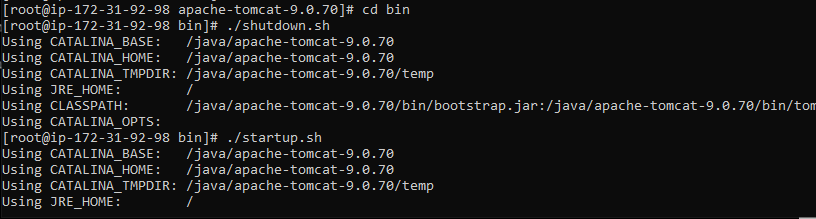 [root@ip-172-31-92-98 apache-tomcat-9.0.70]# cd bin
[root@ip-172-31-92-98 bin]# ./shutdown.sh
Using CATALINA_BASE:   /java/apache-tomcat-9.0.70
Using CATALINA_HOME:   /java/apache-tomcat-9.0.70
Using CATALINA_TMPDIR: /java/apache-tomcat-9.0.70/temp
Using JRE_HOME:        /
Using CLASSPATH:       /java/apache-tomcat-9.0.70/bin/bootstrap.jar:/java/apache-tomcat-9.0.70/bin/tom
Using CATALINA_OPTS:
[root@ip-172-31-92-98 bin]# ./startup.sh
Using CATALINA_BASE:   /java/apache-tomcat-9.0.70
Using CATALINA_HOME:   /java/apache-tomcat-9.0.70
Using CATALINA_TMPDIR: /java/apache-tomcat-9.0.70/temp
Using JRE_HOME:        /